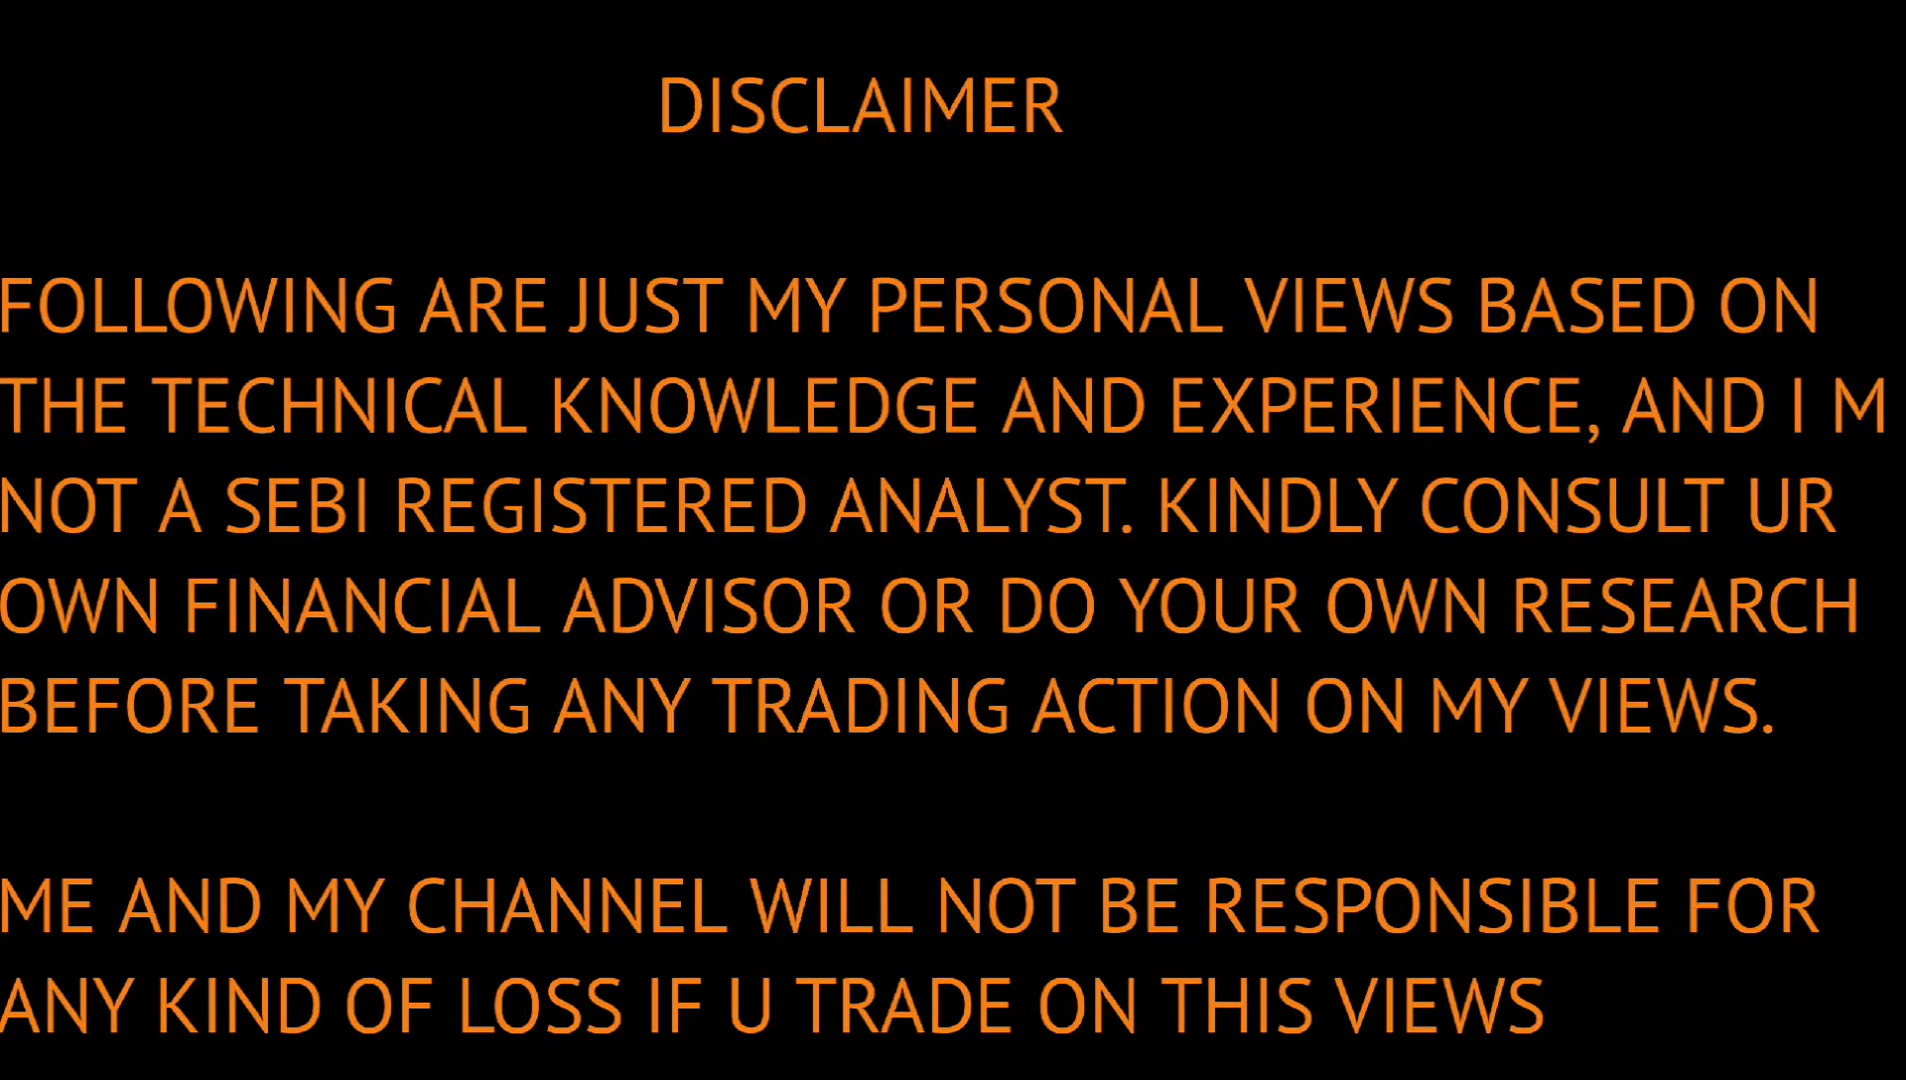 DISCLAIMER
FOLLOWING ARE JUST MY PERSONAL VIEWS BASED ON
THE TECHNICAL KNOWLEDGE AND EXPERIENCE, AND I M
NOT A SEBI REGISTERED ANALYST. KINDLY CONSULT UR
OWN FINANCIAL ADVISOR OR DO YOUR OWN RESEARCH
BEFORE TAKING ANY TRADING ACTION ON MY VIEWS.
ME AND MY CHANNEL WILL NOT BE RESPONSIBLE FOR
ANY KIND OF LOSS IF U TRADE ON THIS VIEWS